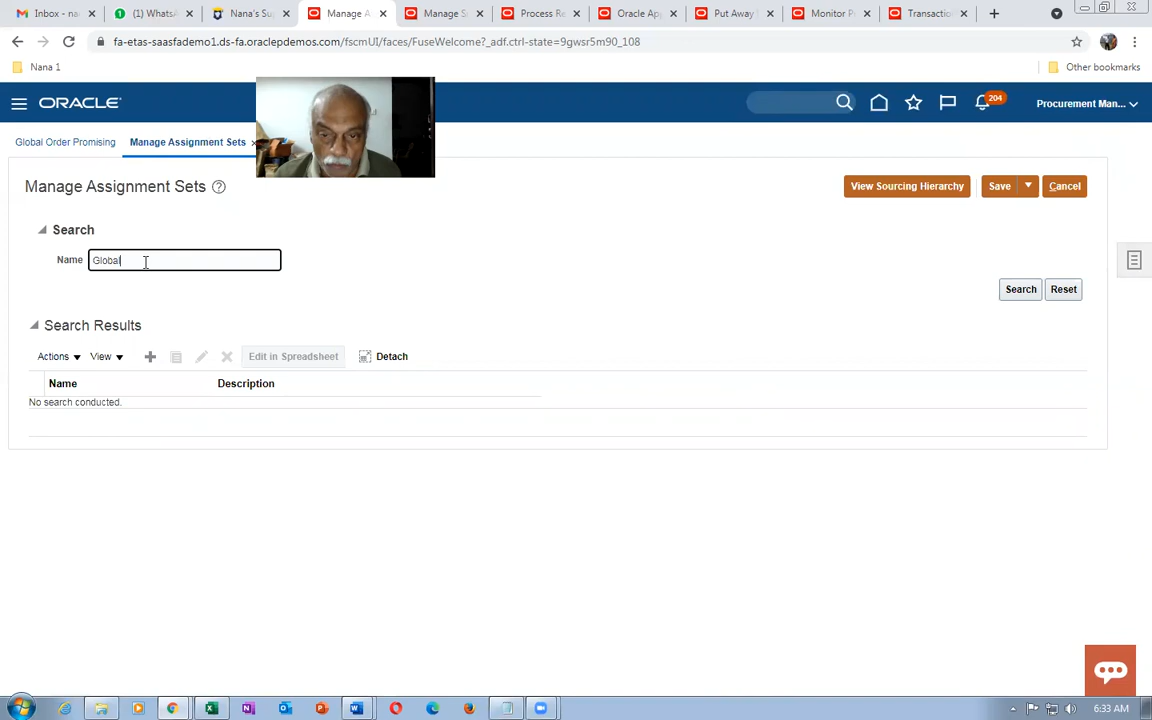 Inbox - na
(1) WhatsA
Nana's Su
Manage A
Manage S
Process Re
Oracle Ap
Put Away
Monitor P
Transactio
fa-etas-saasfademo1.ds-fa.oraclepdemos.com/fscmUI/faces/FuseWelcome?_adf.ctrl-state=9gwsr5m90_108
Nana 1
Other bookmarks
ORACLE
204
Procurement Man...
Global Order Promising
Manage Assignment Sets
Manage Assignment Sets
View Sourcing Hierarchy
Save
Cancel
Search
Name Global
Search
Reset
Search Results
Actions
View
Edit in Spreadsheet
Detach
Name
Description
No search conducted.
6:33 AM